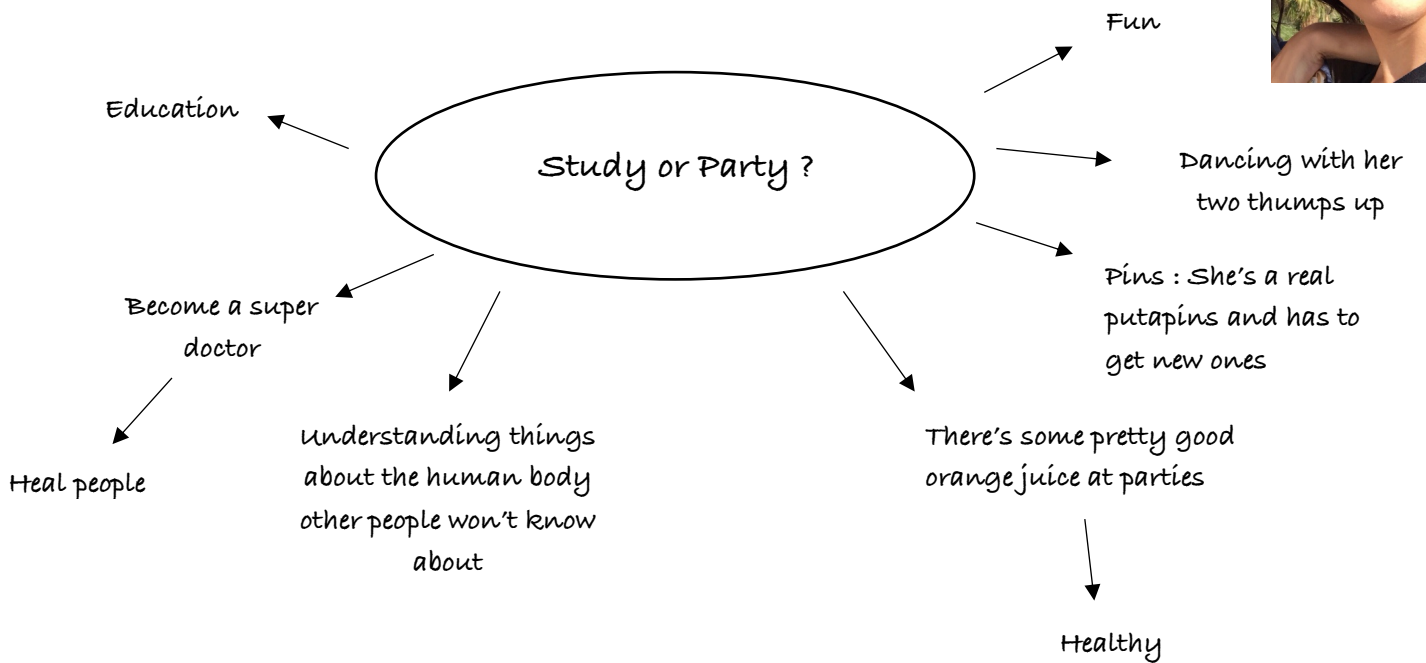 Fun
Education
Study or Party ?
Dancing with her
two thumps up
Pins : She's a real
putapins and has to
get new ones
Become a super
doctor
Heal people
Understanding things
about the human body
other people won't know
about
There's some pretty good
orange juice at parties
Healthy